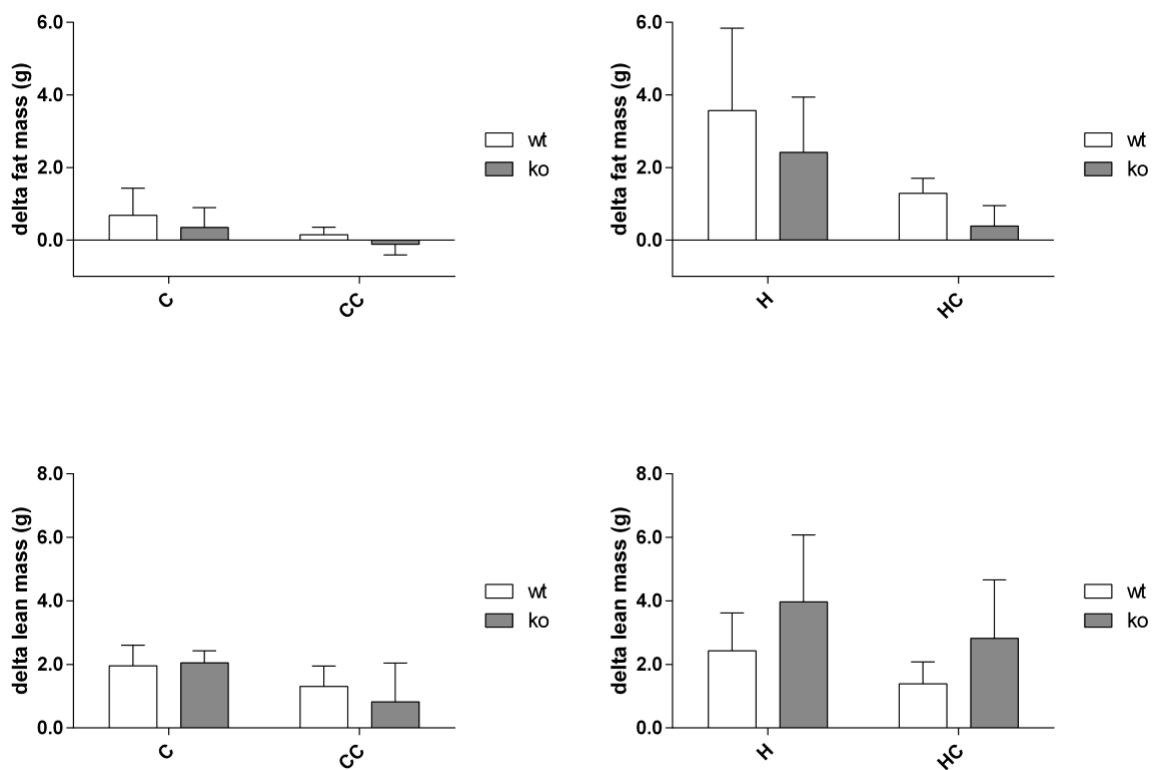 delta fat mass (g)
6.0
4.0
2.0
0.0
C
CC
wt
ko
delta fat mass (g)
6.0
4.0
2.0
0.0
H
HC
wt
ko
delta lean mass (g)
8.0
6.0
4.0
2.0
0.0
C
CC
wt
ko
delta lean mass (g)
8.0
6.0
4.0
2.0
0.0
H
HC
wt
ko